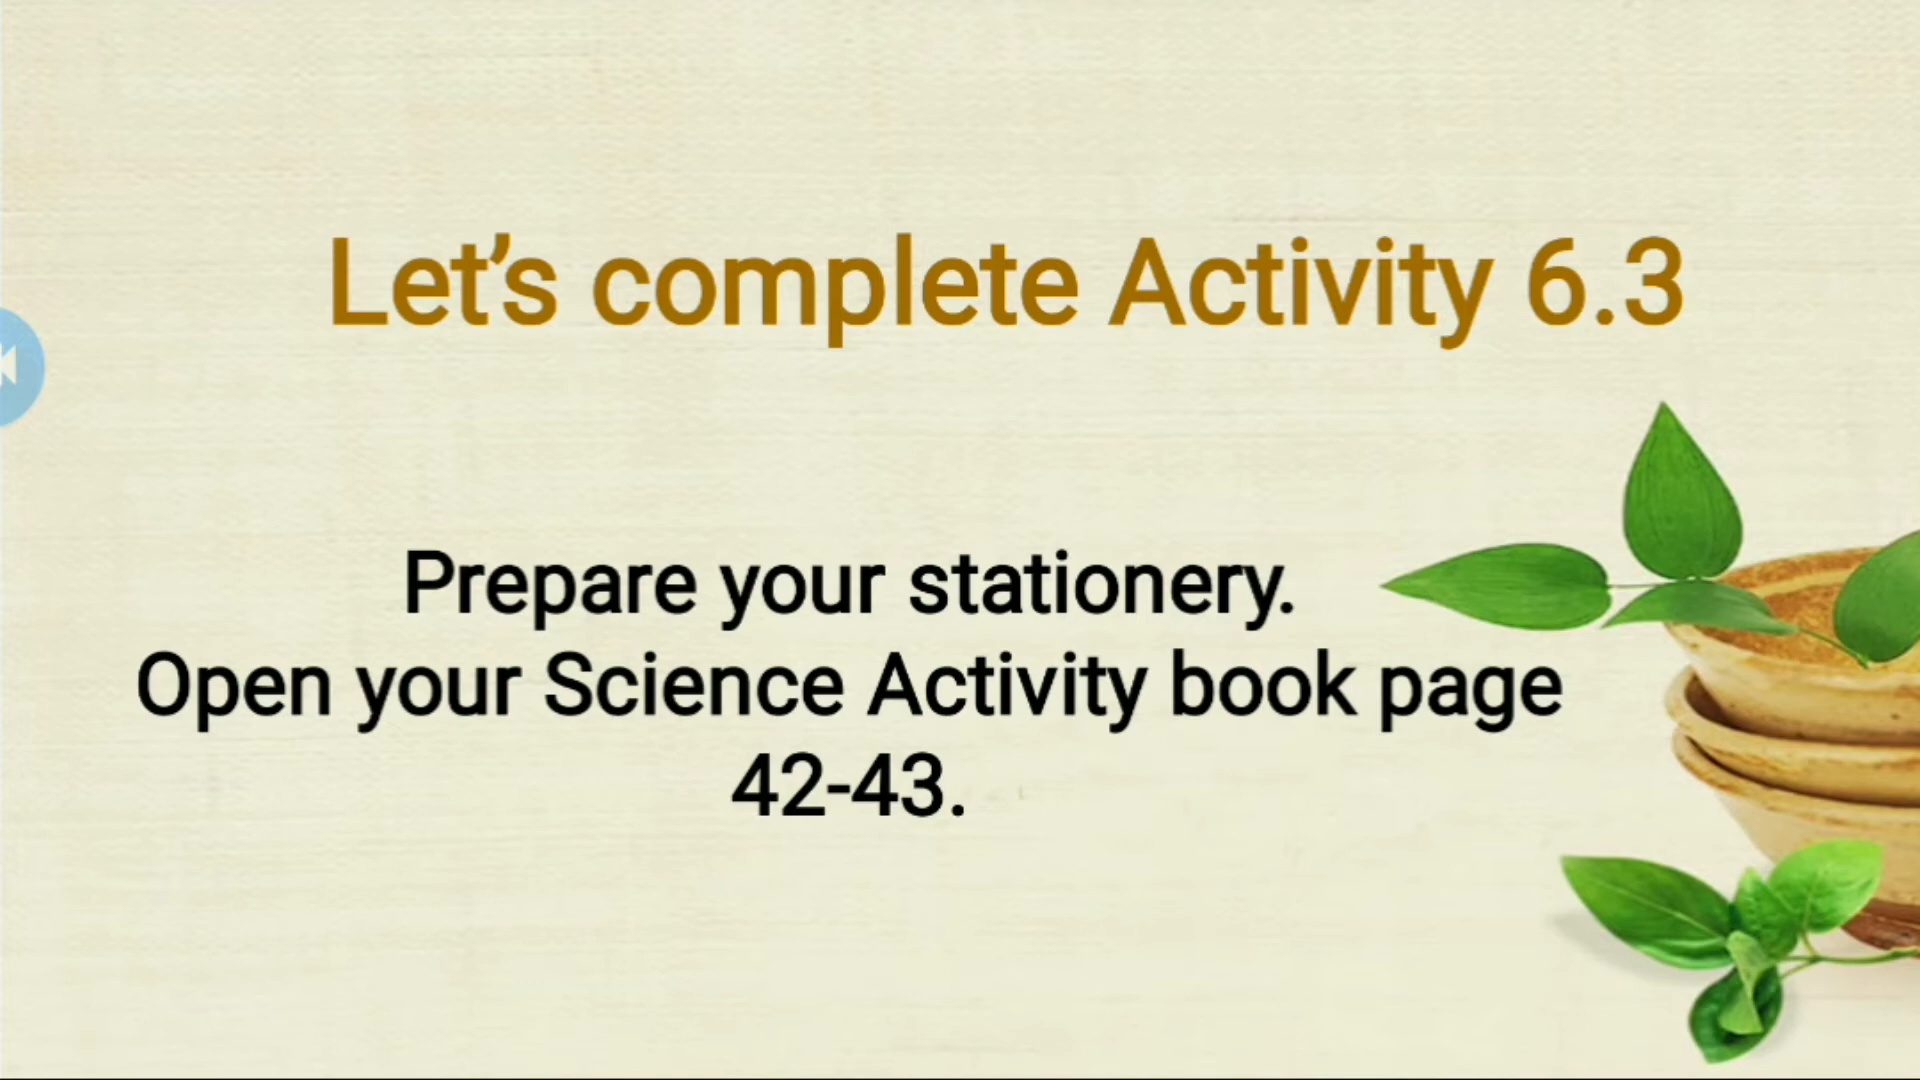 Let’s complete Activity 6.3
Prepare your stationery.
Open your Science Activity book page
42-43.